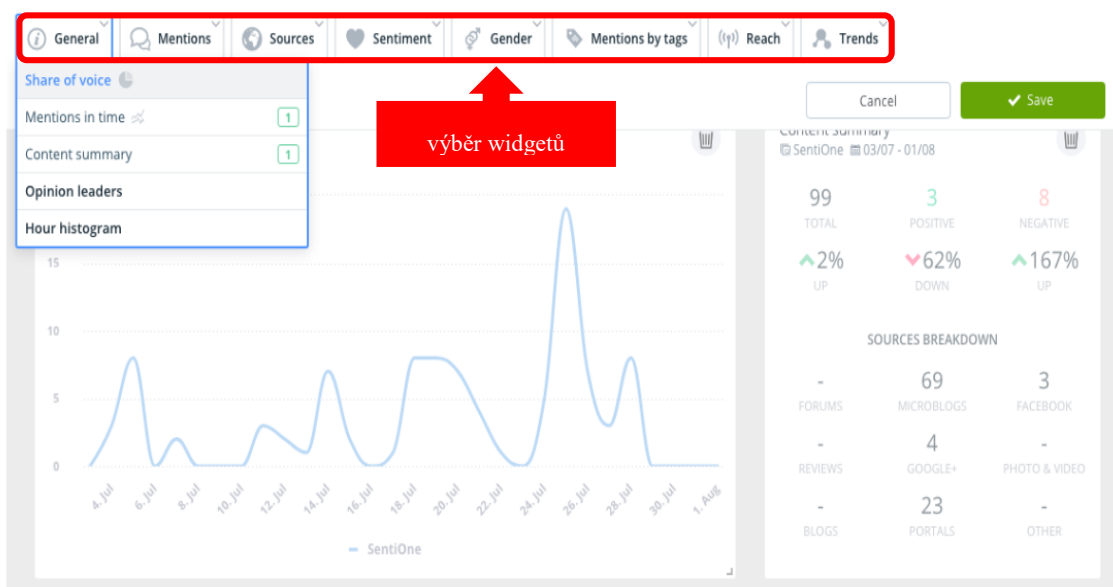 General Mentions Sources Sentiment Gender Mentions by tags Reach Trends
Share of voice
Mentions in time 1
Content summary 1
Opinion leaders
Hour histogram
výběr widgetů
Cancel Save
Content summary
SentiOne 03/07 - 01/08
99 3 8
TOTAL POSITIVE NEGATIVE
2% 62% 167%
UP DOWN UP
SOURCES BREAKDOWN
- 69 3
FORUMS MICROBLOGS FACEBOOK
- 4 -
REVIEWS GOOGLE+ PHOTO & VIDEO
- 23 -
BLOGS PORTALS OTHER
15
10
5
0
4. Jul 6. Jul 8. Jul 10. Jul 12. Jul 14. Jul 16. Jul 18. Jul 20. Jul 22. Jul 24. Jul 26. Jul 28. Jul 30. Jul 1. Aug
SentiOne